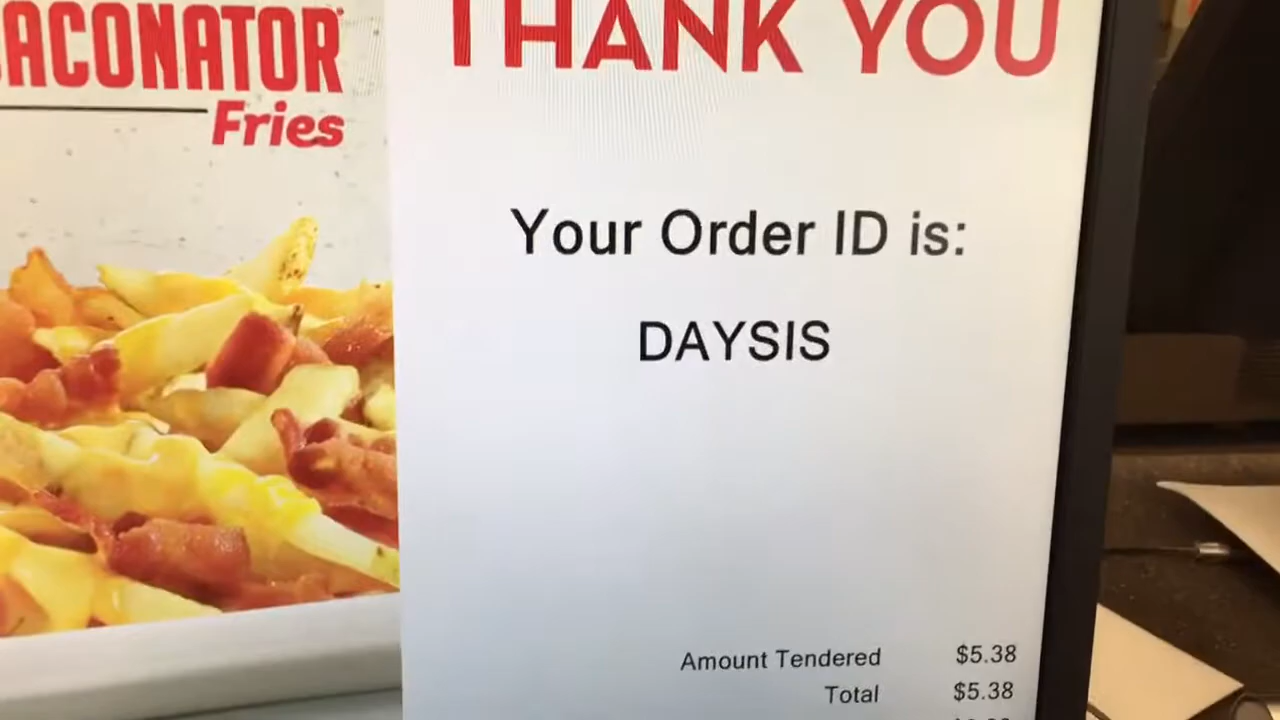 ACONATOR
Fries
THANK YOU
Your Order ID is:
DAYSIS
Amount Tendered $5.38
Total $5.38